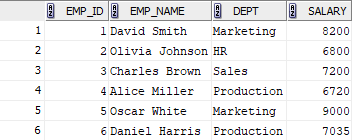 EMP_ID EMP_NAME DEPT SALARY
1 1 David Smith Marketing 8200
2 2 Olivia Johnson HR 6800
3 3 Charles Brown Sales 7200
4 4 Alice Miller Production 6720
5 5 Oscar White Marketing 9000
6 6 Daniel Harris Production 7035